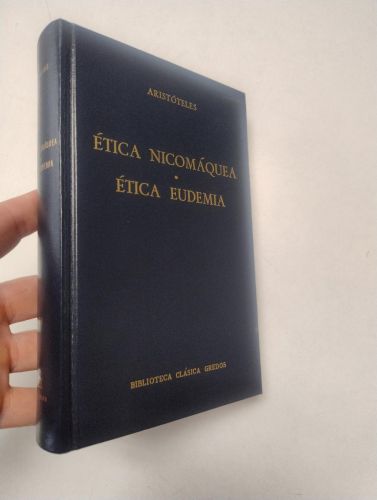 ARISTÓTELES
ÉTICA NICOMÁQUEA
ÉTICA EUDEMIA
BIBLIOTECA CLÁSICA GREDOS